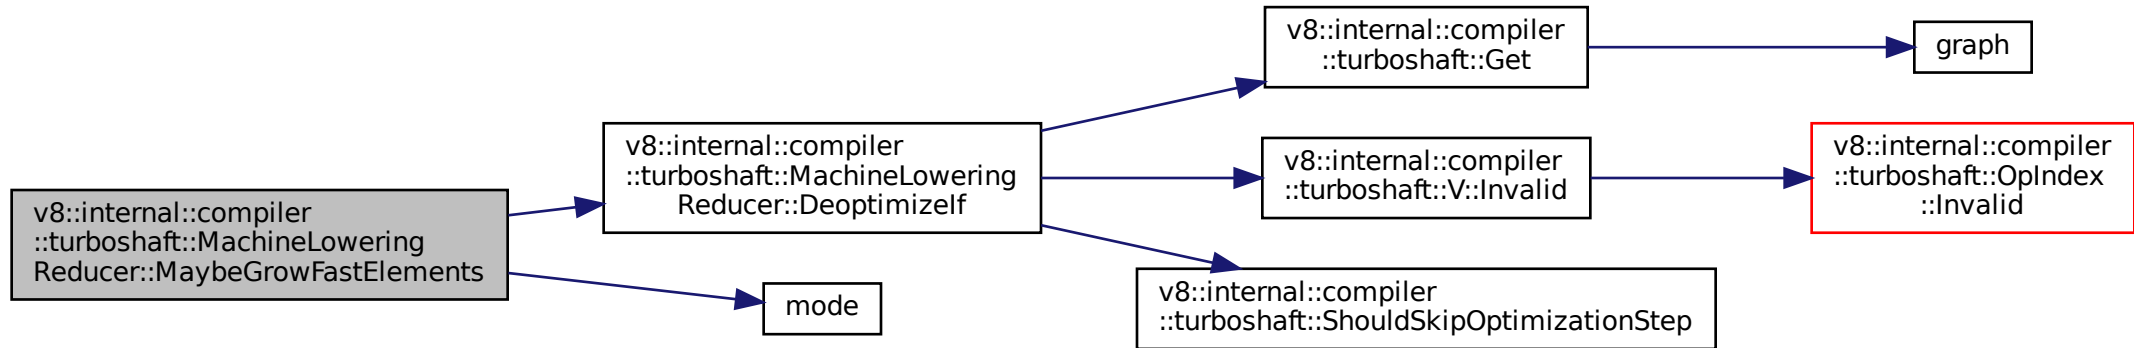 v8::internal::compiler
::turboshaft::MachineLowering
Reducer::MaybeGrowFastElements
v8::internal::compiler
::turboshaft::MachineLowering
Reducer::DeoptimizeIf
mode
v8::internal::compiler
::turboshaft::Get
v8::internal::compiler
::turboshaft::V::Invalid
v8::internal::compiler
::turboshaft::ShouldSkipOptimizationStep
graph
v8::internal::compiler
::turboshaft::OpIndex
::Invalid